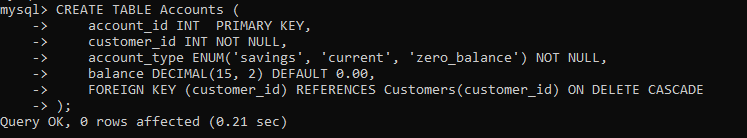 mysql> CREATE TABLE Accounts (
    ->     account_id INT  PRIMARY KEY,
    ->     customer_id INT NOT NULL,
    ->     account_type ENUM('savings', 'current', 'zero_balance') NOT NULL,
    ->     balance DECIMAL(15, 2) DEFAULT 0.00,
    ->     FOREIGN KEY (customer_id) REFERENCES Customers(customer_id) ON DELETE CASCADE
    -> );
Query OK, 0 rows affected (0.21 sec)